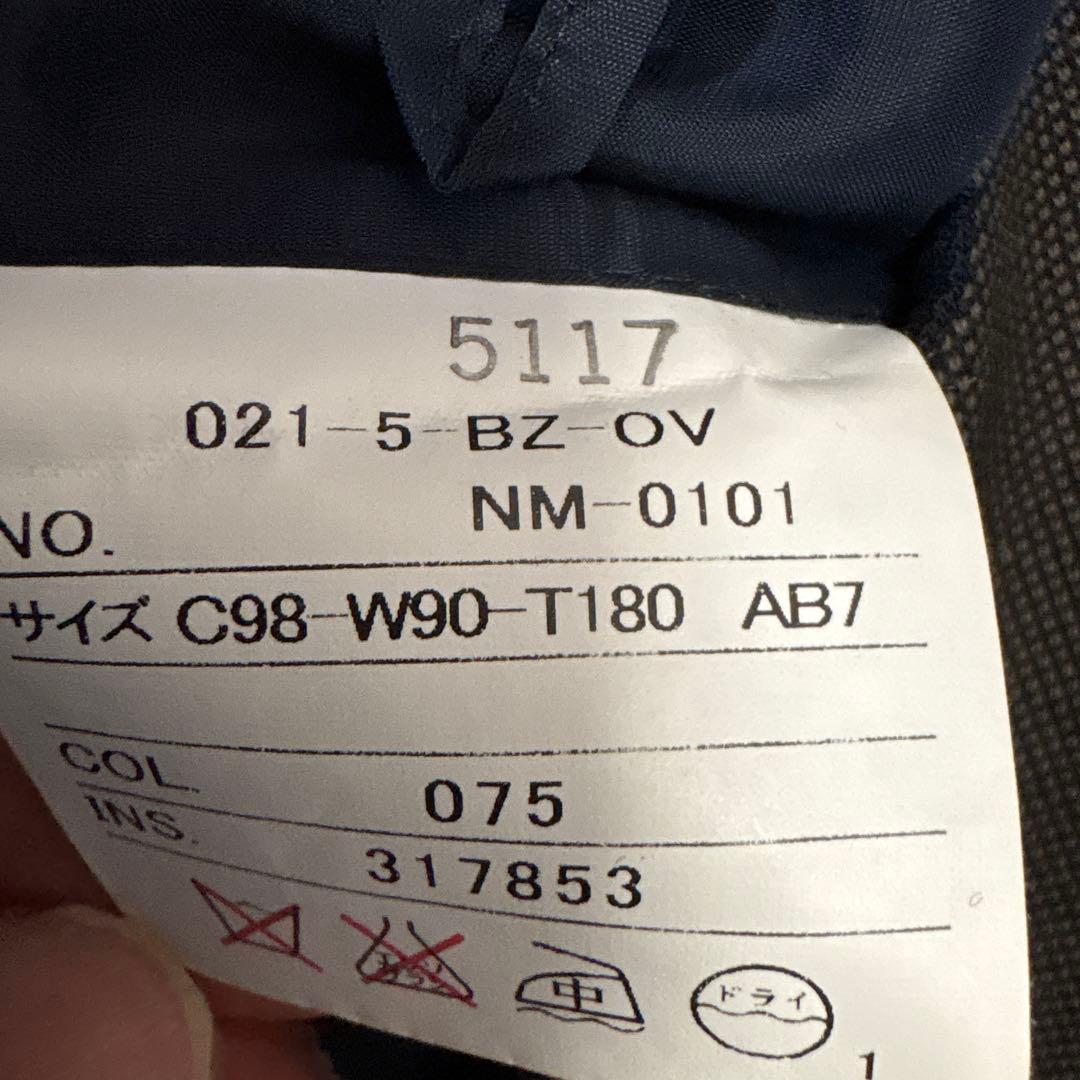 5117
021-5-BZ-OV
NO. NM-0101
サイズ C98-W90-T180 AB7
COL. 075
INS. 317853
中 ドライ
1